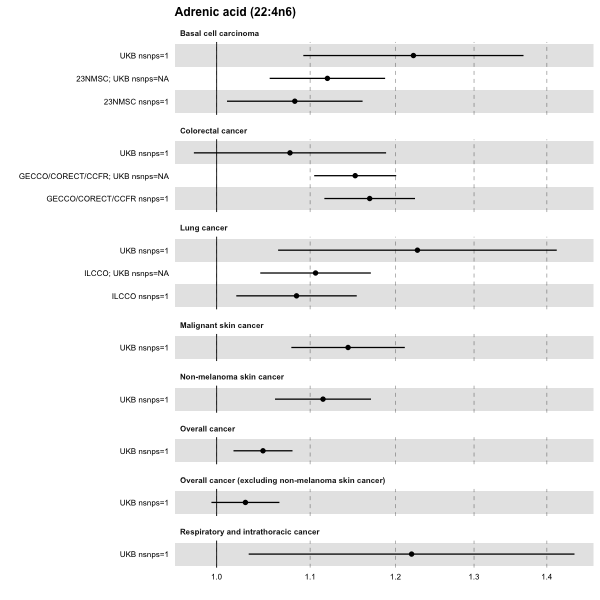 Adrenic acid (22:4n6)
Basal cell carcinoma
UKB nsnps=1
23NMSC; UKB nsnps=NA
23NMSC nsnps=1
Colorectal cancer
UKB nsnps=1
GECCO/CORECT/CCFR; UKB nsnps=NA
GECCO/CORECT/CCFR nsnps=1
Lung cancer
UKB nsnps=1
ILCCO; UKB nsnps=NA
ILCCO nsnps=1
Malignant skin cancer
UKB nsnps=1
Non-melanoma skin cancer
UKB nsnps=1
Overall cancer
UKB nsnps=1
Overall cancer (excluding non-melanoma skin cancer)
UKB nsnps=1
Respiratory and intrathoracic cancer
UKB nsnps=1
1.0 1.1 1.2 1.3 1.4